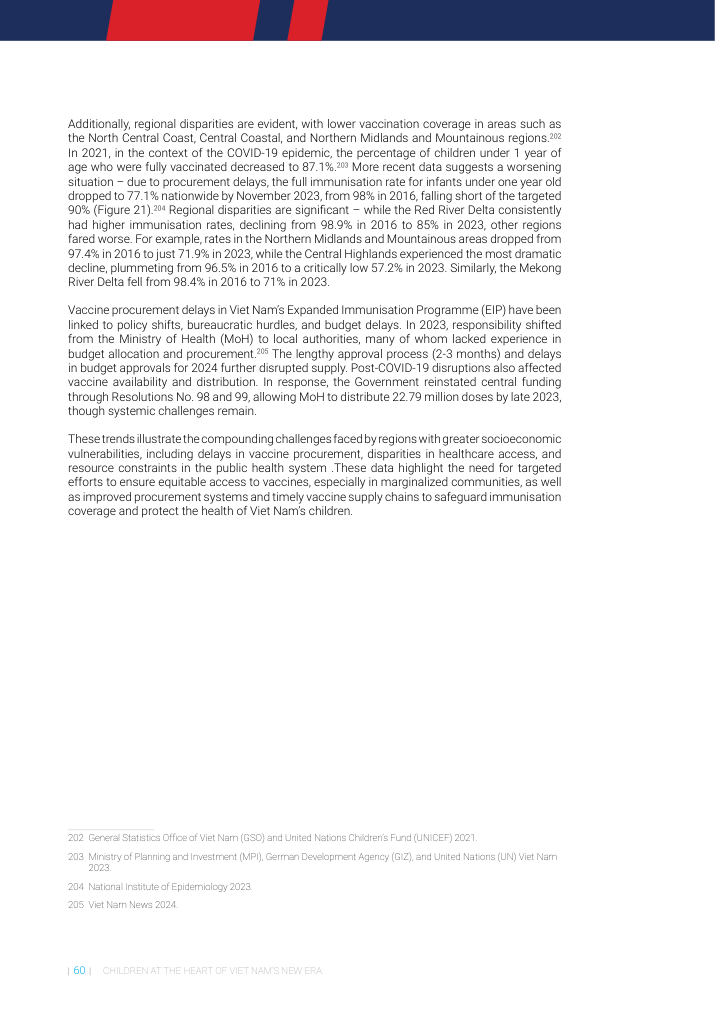 Additionally, regional disparities are evident, with lower vaccination coverage in areas such as
the North Central Coast, Central Coastal, and Northern Midlands and Mountainous regions.202
In 2021, in the context of the COVID-19 epidemic, the percentage of children under 1 year of
age who were fully vaccinated decreased to 87.1%.203 More recent data suggests a worsening
situation – due to procurement delays, the full immunisation rate for infants under one year old
dropped to 77.1% nationwide by November 2023, from 98% in 2016, falling short of the targeted
90% (Figure 21).204 Regional disparities are significant – while the Red River Delta consistently
had higher immunisation rates, declining from 98.9% in 2016 to 85% in 2023, other regions
fared worse. For example, rates in the Northern Midlands and Mountainous areas dropped from
97.4% in 2016 to just 71.9% in 2023, while the Central Highlands experienced the most dramatic
decline, plummeting from 96.5% in 2016 to a critically low 57.2% in 2023. Similarly, the Mekong
River Delta fell from 98.4% in 2016 to 71% in 2023.
Vaccine procurement delays in Viet Nam's Expanded Immunisation Programme (EIP) have been
linked to policy shifts, bureaucratic hurdles, and budget delays. In 2023, responsibility shifted
from the Ministry of Health (MoH) to local authorities, many of whom lacked experience in
budget allocation and procurement.205 The lengthy approval process (2-3 months) and delays
in budget approvals for 2024 further disrupted supply. Post-COVID-19 disruptions also affected
vaccine availability and distribution. In response, the Government reinstated central funding
through Resolutions No. 98 and 99, allowing MoH to distribute 22.79 million doses by late 2023,
though systemic challenges remain.
These trends illustrate the compounding challenges faced by regions with greater socioeconomic
vulnerabilities, including delays in vaccine procurement, disparities in healthcare access, and
resource constraints in the public health system .These data highlight the need for targeted
efforts to ensure equitable access to vaccines, especially in marginalized communities, as well
as improved procurement systems and timely vaccine supply chains to safeguard immunisation
coverage and protect the health of Viet Nam's children.
202 General Statistics Office of Viet Nam (GSO) and United Nations Children's Fund (UNICEF) 2021.
203 Ministry of Planning and Investment (MPI), German Development Agency (GIZ), and United Nations (UN) Viet Nam
2023.
204 National Institute of Epidemiology 2023.
205 Viet Nam News 2024.
| 60 | CHILDREN AT THE HEART OF VIET NAM'S NEW ERA